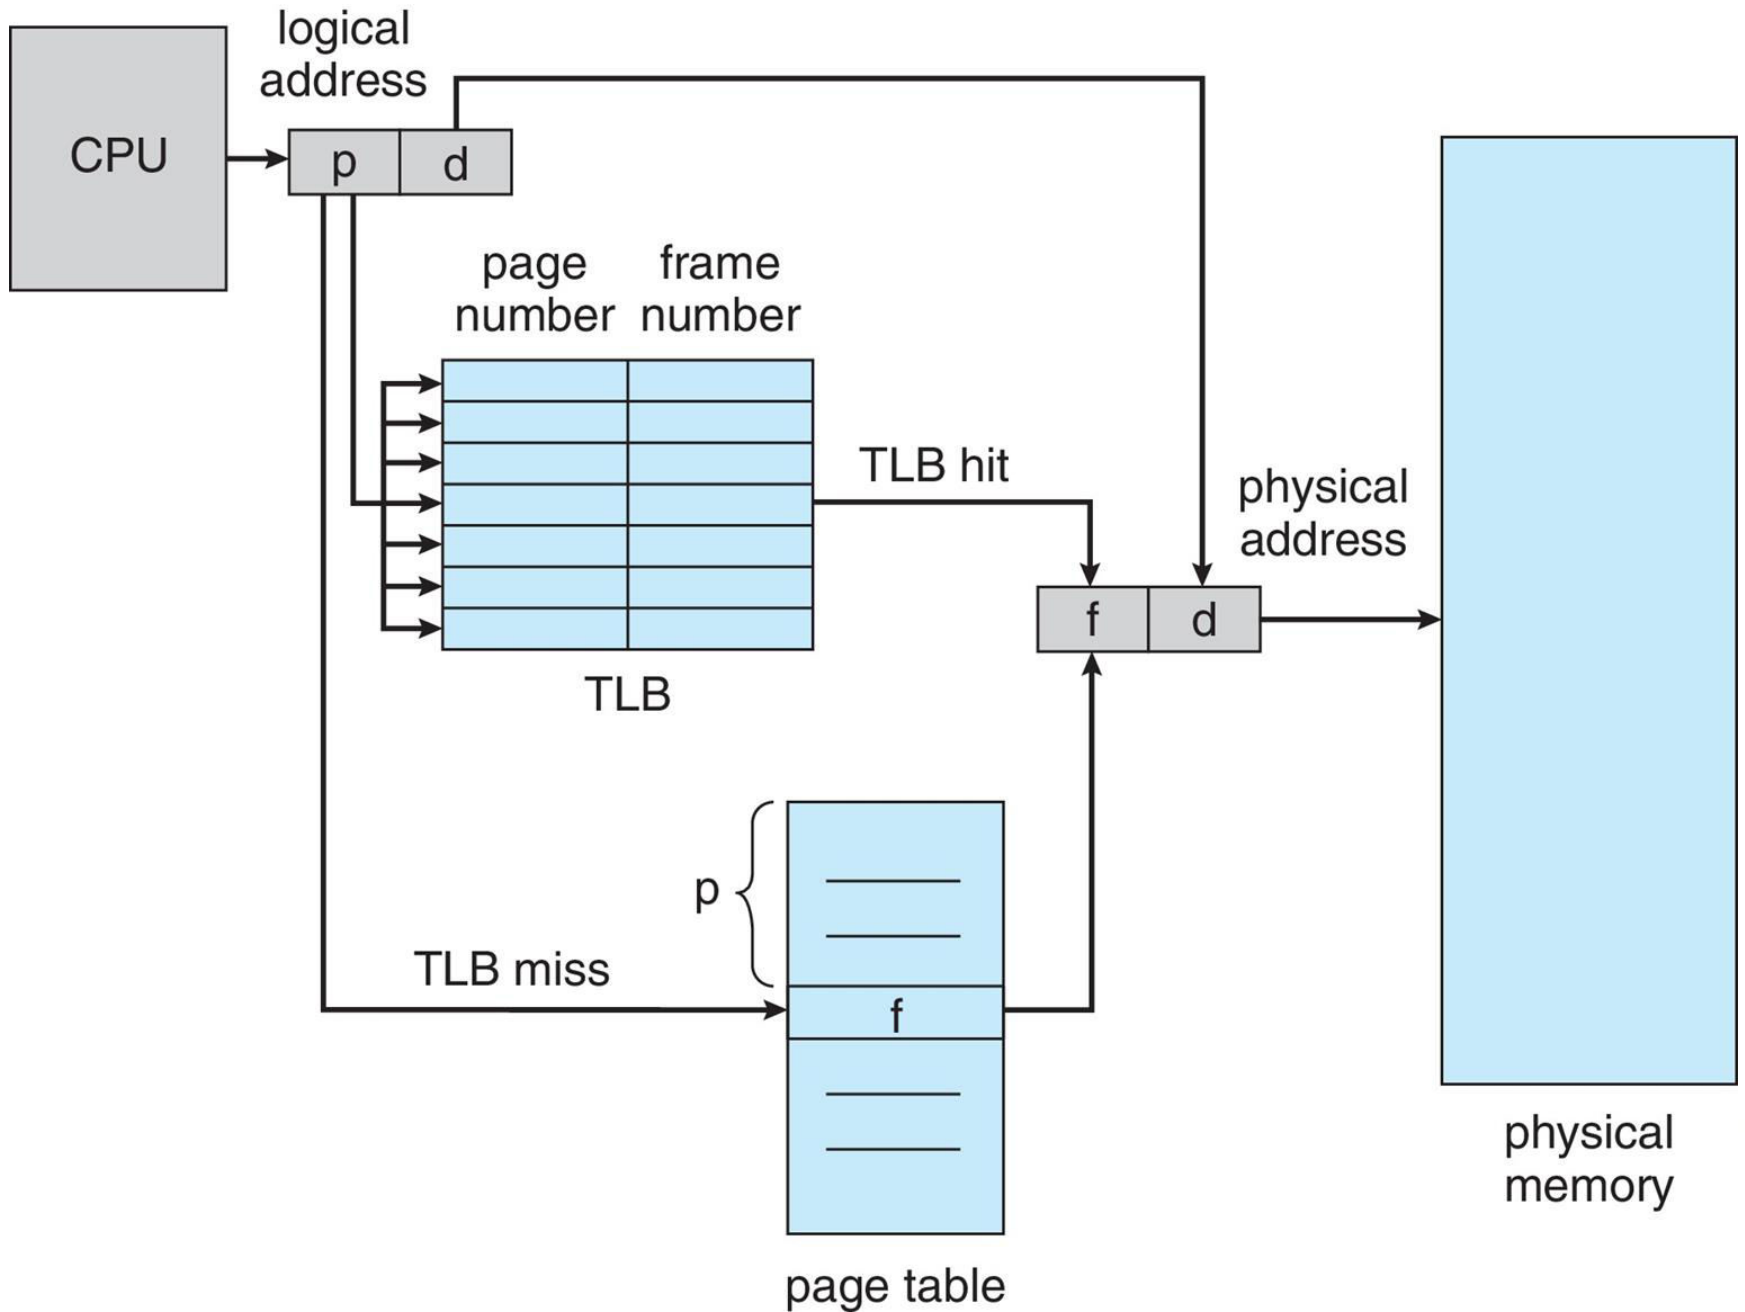 logical
address
CPU
p
d
page
number
frame
number
TLB hit
physical
address
f
d
TLB
p
TLB miss
f
physical
memory
page table